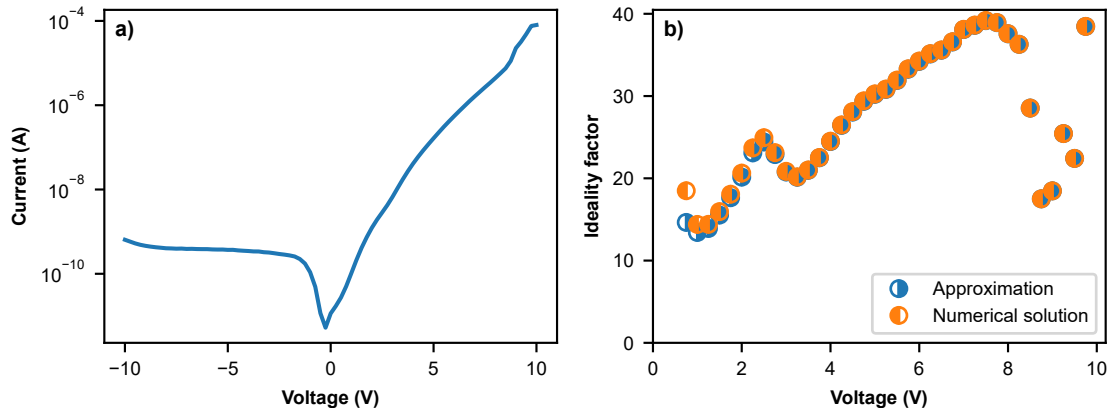 a)
Current (A)
10⁻⁴
10⁻⁶
10⁻⁸
10⁻¹⁰
−10
−5
0
5
10
Voltage (V)
b)
Ideality factor
40
30
20
10
0
Approximation
Numerical solution
0
2
4
6
8
10
Voltage (V)